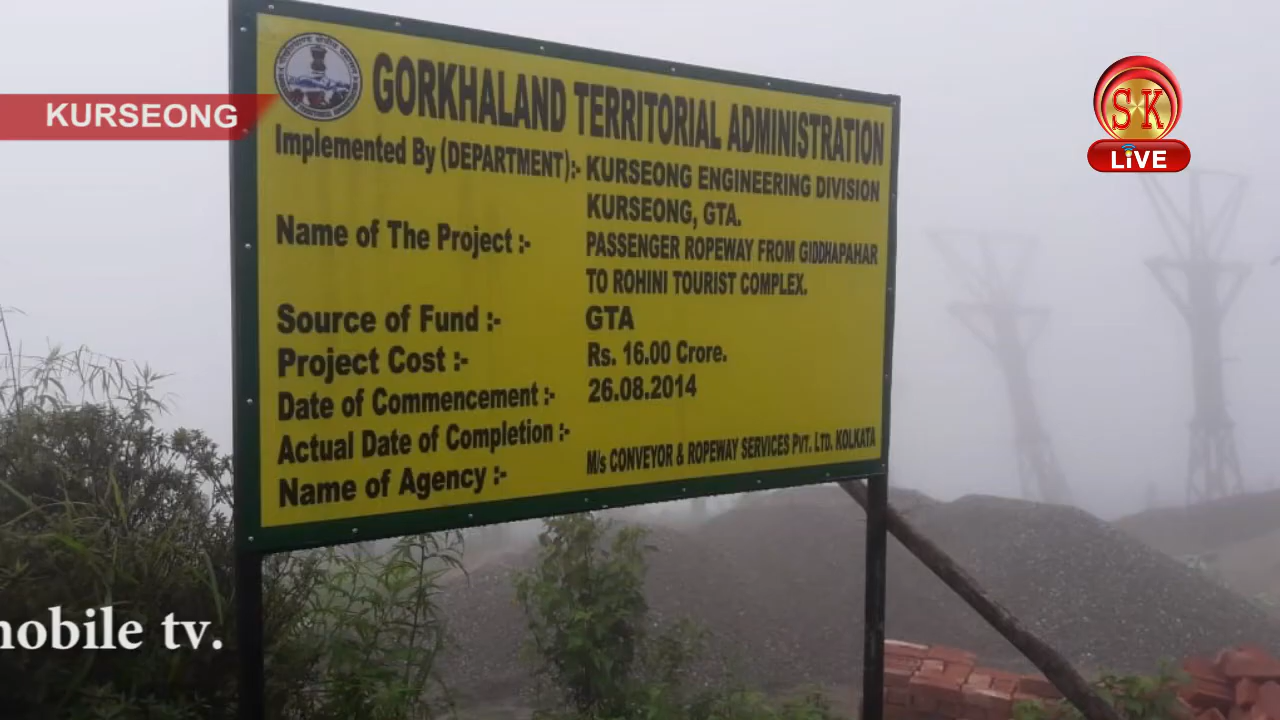 KURSEONG
SK
LiVE
GORKHALAND TERRITORIAL ADMINISTRATION
Implemented By (DEPARTMENT):- KURSEONG ENGINEERING DIVISION
KURSEONG, GTA.
Name of The Project :- PASSENGER ROPEWAY FROM GIDDHAPAHAR
TO ROHINI TOURIST COMPLEX.
Source of Fund :- GTA
Project Cost :- Rs. 16.00 Crore.
Date of Commencement :- 26.08.2014
Actual Date of Completion :-
Name of Agency :- M/s CONVEYOR & ROPEWAY SERVICES PVT. LTD. KOLKATA
mobile tv.